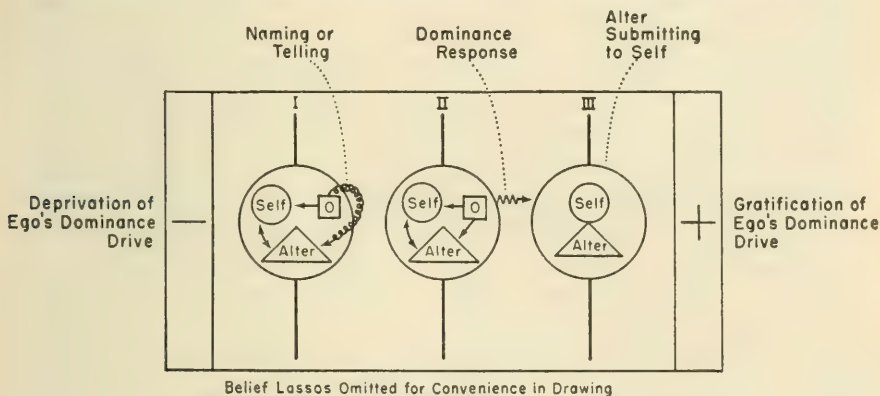 Naming or
Telling
Dominance
Response
Alter
Submitting
to Self
I
II
III
Deprivation of
Ego's Dominance
Drive
−
Self
O
Alter
Self
O
Alter
Self
Alter
+
Gratification of
Ego's Dominance
Drive
Belief Lassos Omitted for Convenience in Drawing